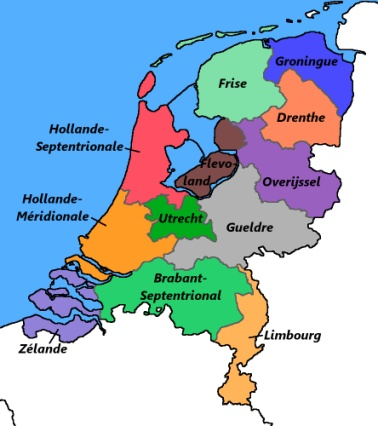 Groningue
Frise
Drenthe
Hollande-
Septentrionale
Flevo-
land
Overijssel
Hollande-
Méridionale
Utrecht
Gueldre
Brabant-
Septentrional
Limbourg
Zélande